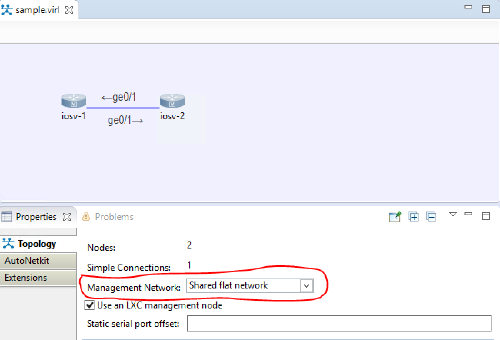 sample.virl
←ge0/1
iosv-1
iosv-2
ge0/1→
Properties
Problems
Topology
AutoNetkit
Extensions
Nodes: 2
Simple Connections: 1
Management Network: Shared flat network
Use an LXC management node
Static serial port offset: